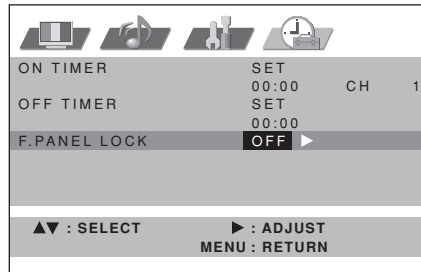 ON TIMER SET
00:00 CH 1
OFF TIMER SET
00:00
F.PANEL LOCK OFF ▶
▲▼ : SELECT ▶ : ADJUST
MENU : RETURN